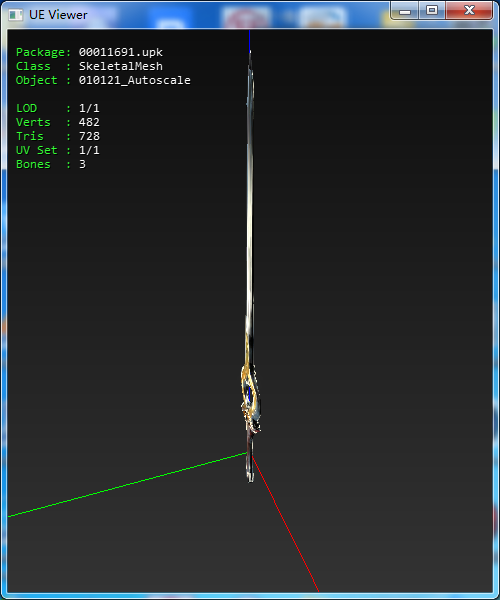 UE Viewer
Package: 00011691.upk
Class : SkeletalMesh
Object : 010121_Autoscale
LOD : 1/1
Verts : 482
Tris : 728
UV Set : 1/1
Bones : 3